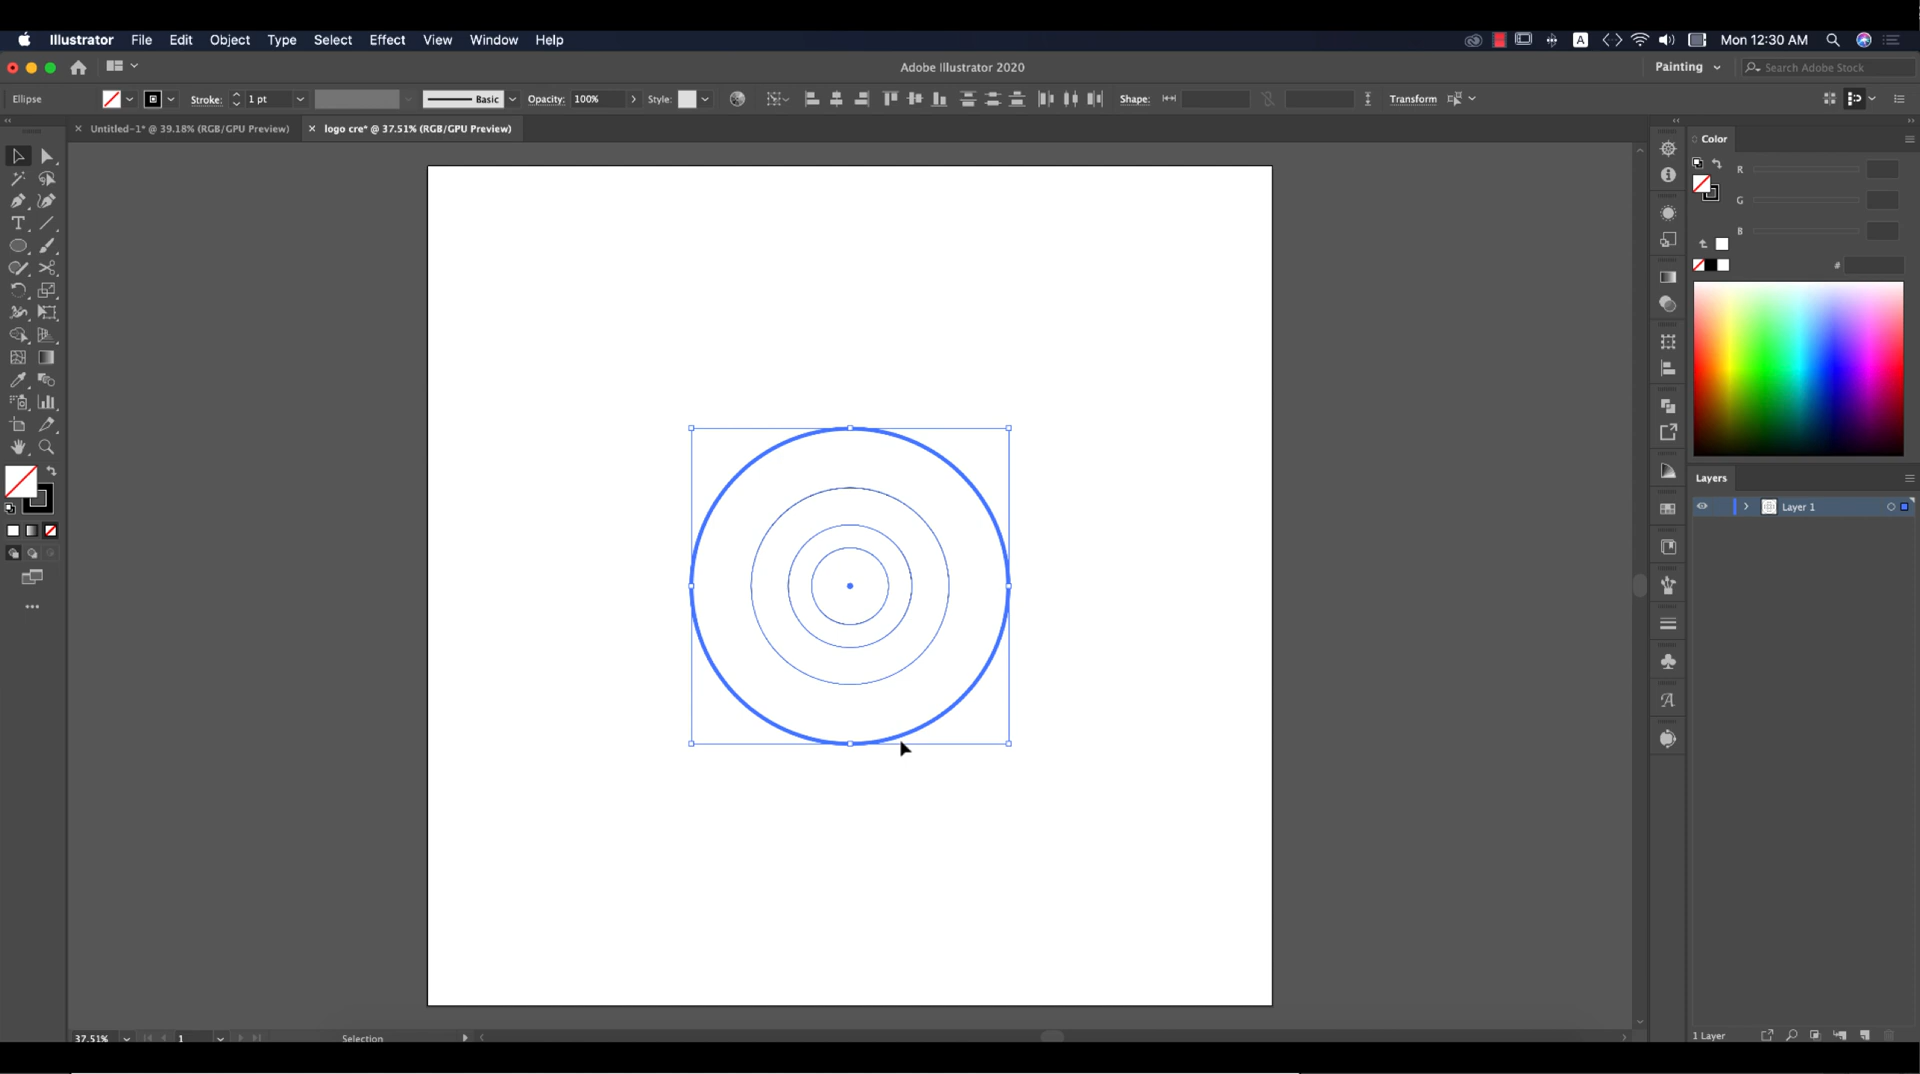 Illustrator File Edit Object Type Select Effect View Window Help
A
Mon 12:30 AM
Adobe Illustrator 2020
Painting
Search Adobe Stock
Ellipse
Stroke: 1 pt
Basic
Opacity: 100%
Style:
Shape:
Transform
Untitled-1* @ 39.18% (RGB/GPU Preview)
logo cre* @ 37.51% (RGB/GPU Preview)
Color
R
G
B
#
Layers
Layer 1
37.51%
1
Selection
1 Layer